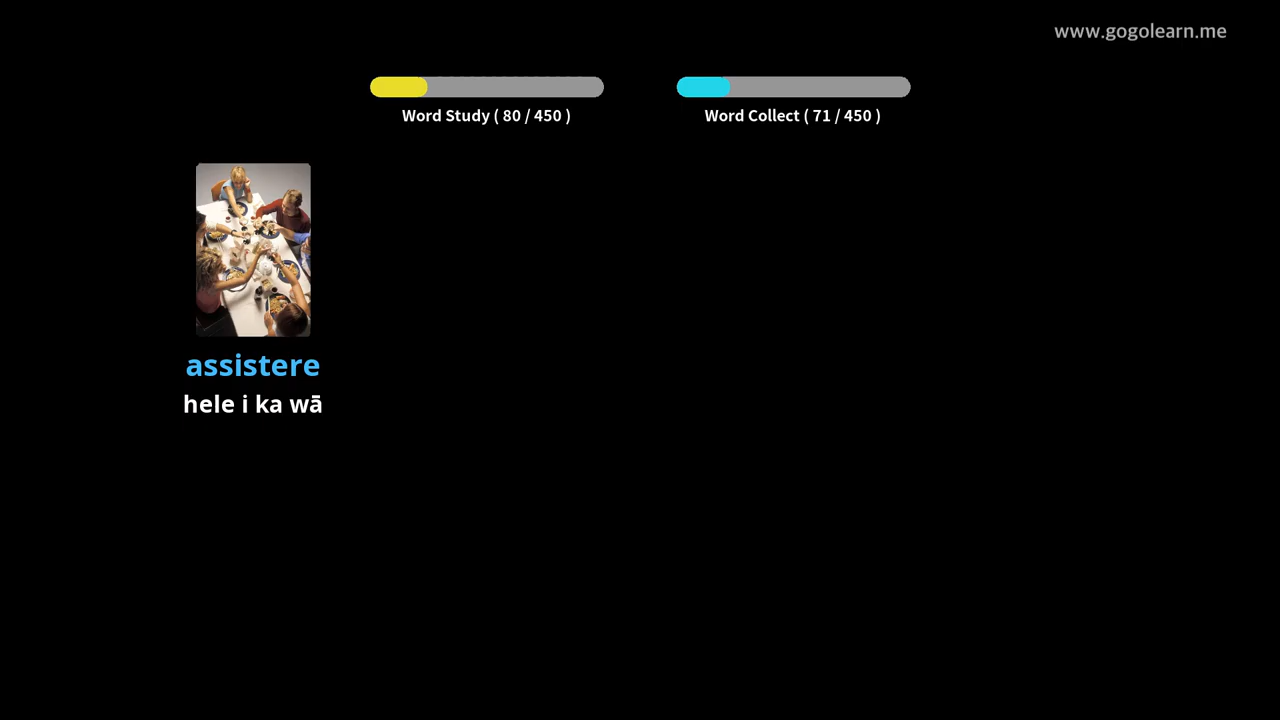 www.gogolearn.me
Word Study ( 80 / 450 )
Word Collect ( 71 / 450 )
assistere
hele i ka wā